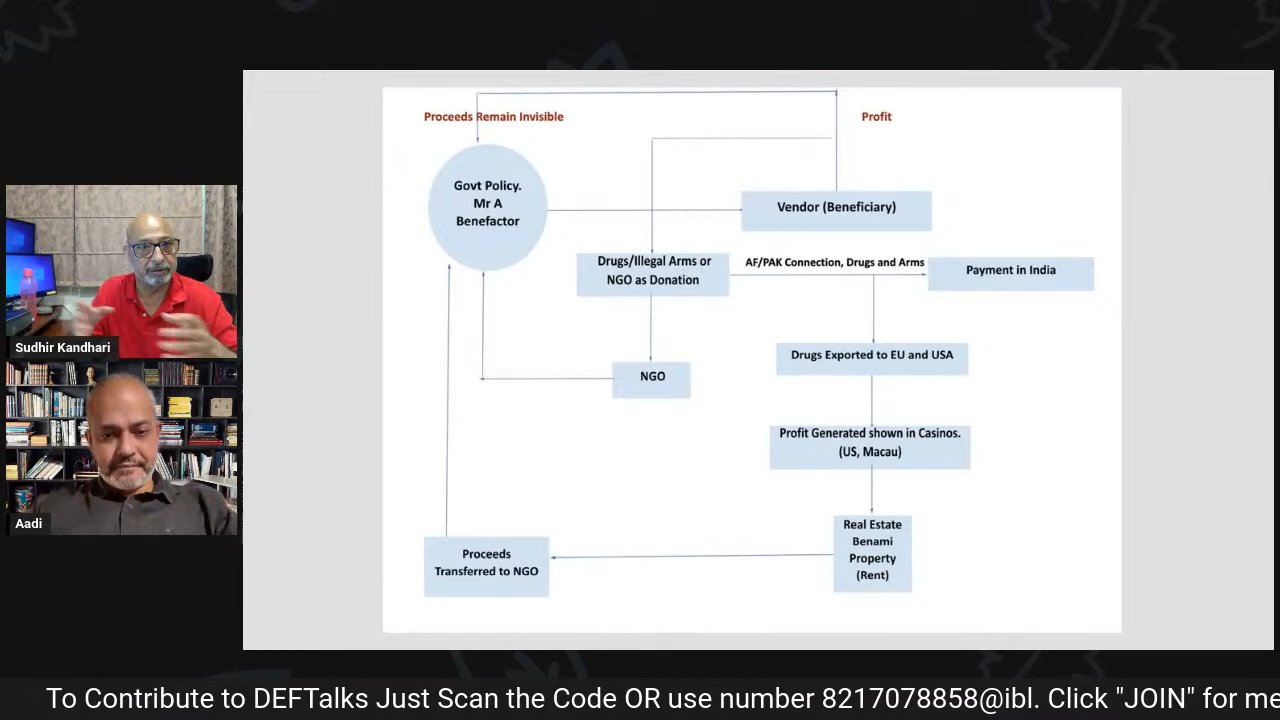 Proceeds Remain Invisible
Profit
Govt Policy.
Mr A
Benefactor
Vendor (Beneficiary)
Drugs/Illegal Arms or
NGO as Donation
AF/PAK Connection, Drugs and Arms
Payment in India
Drugs Exported to EU and USA
NGO
Profit Generated shown in Casinos.
(US, Macau)
Real Estate
Benami
Property
(Rent)
Proceeds
Transferred to NGO
Sudhir Kandhari
Aadi
To Contribute to DEFTalks Just Scan the Code OR use number 8217078858@ibl. Click "JOIN" for me